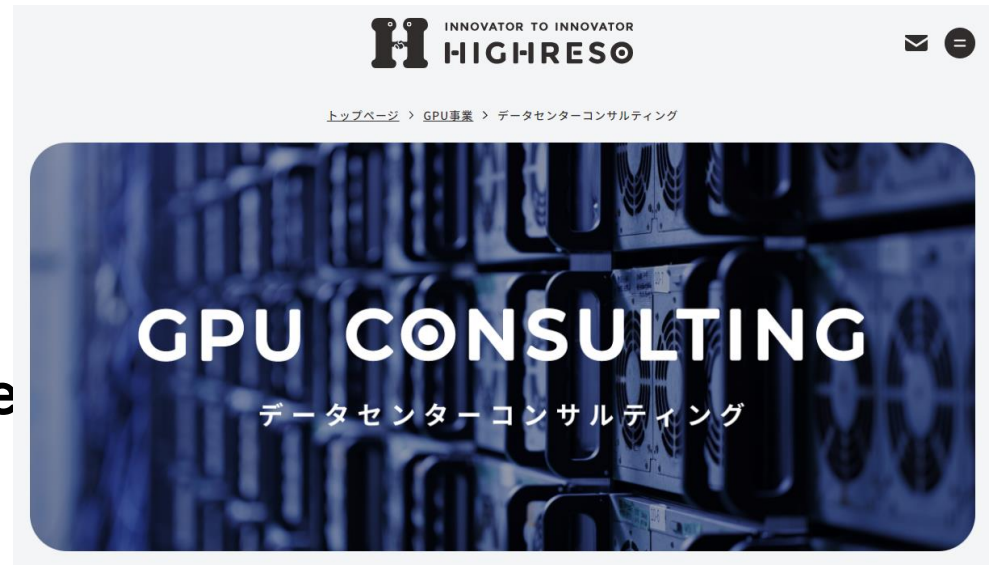 INNOVATOR TO INNOVATOR
HIGHRESO
トップページ > GPU事業 > データセンターコンサルティング
GPU CONSULTING
e
データセンターコンサルティング